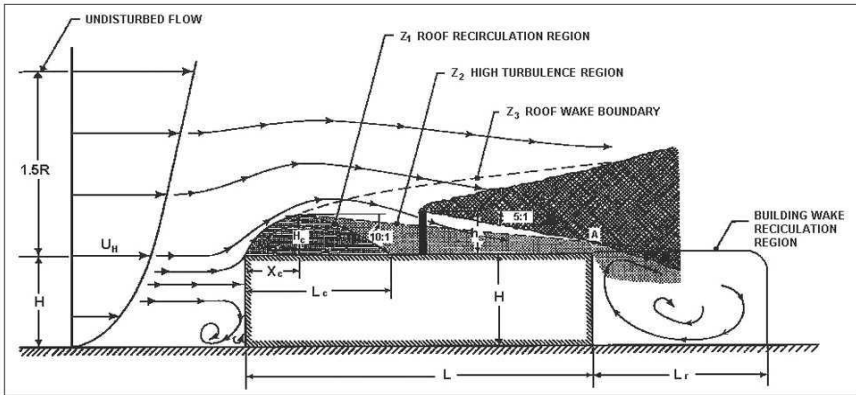 UNDISTURBED FLOW
Z1 ROOF RECIRCULATION REGION
Z2 HIGH TURBULENCE REGION
Z3 ROOF WAKE BOUNDARY
1.5R
5:1
BUILDING WAKE
RECICULATION
REGION
UH
Hc
10:1
A
Xc
Lc
H
H
L
Lr